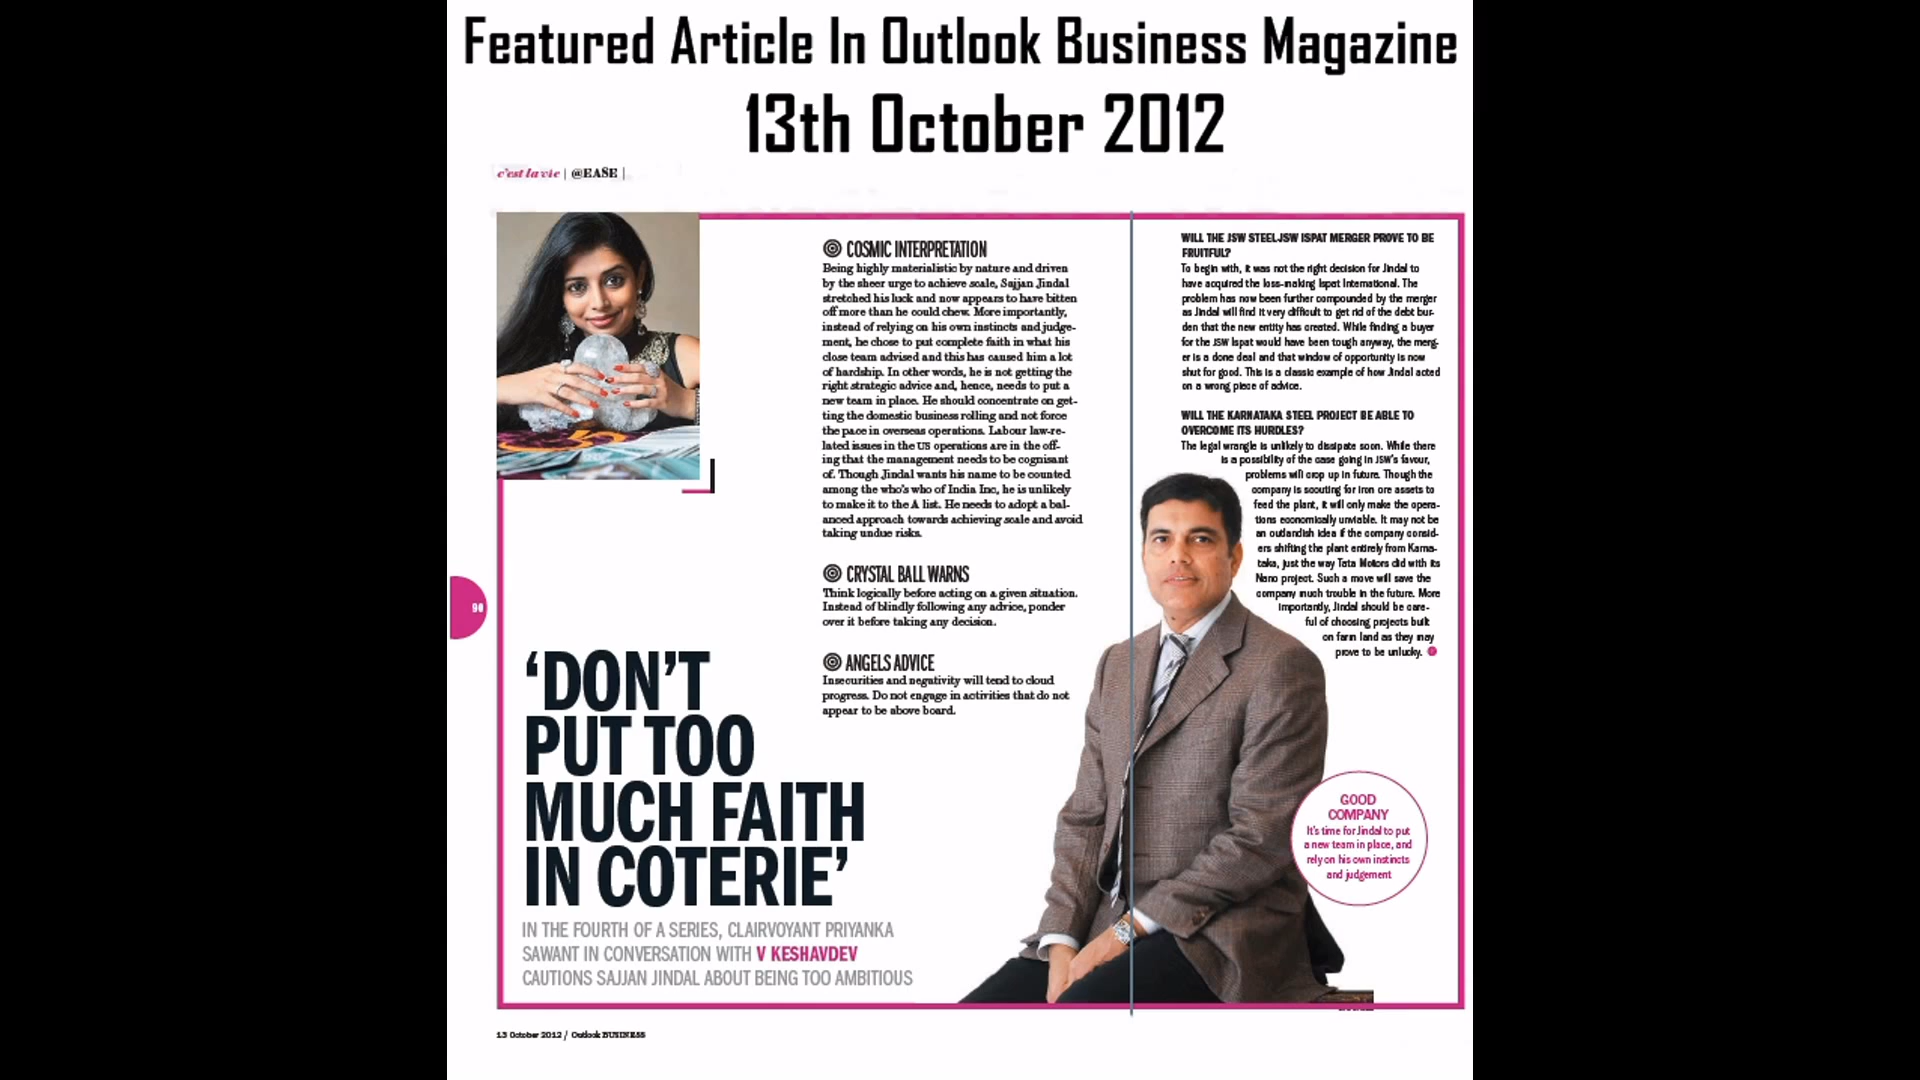 Featured Article In Outlook Business Magazine
13th October 2012
c'est la vie | @EASE |
COSMIC INTERPRETATION
Being highly materialistic by nature and driven
by the sheer urge to achieve scale, Sajjan Jindal
stretched his luck and now appears to have bitten
off more than he could chew. More importantly,
instead of relying on his own instincts and judge-
ment, he chose to put complete faith in what his
close team advised and this has caused him a lot
of hardship. In other words, he is not getting the
right strategic advice and, hence, needs to put a
new team in place. He should concentrate on get-
ting the domestic business rolling and not force
the pace in overseas operations. Labour law-re-
lated issues in the US operations are in the off-
ing that the management needs to be cognisant
of. Though Jindal wants his name to be counted
among the who's who of India Inc, he is unlikely
to make it to the A list. He needs to adopt a bal-
anced approach towards achieving scale and avoid
taking undue risks.
CRYSTAL BALL WARNS
Think logically before acting on a given situation.
Instead of blindly following any advice, ponder
over it before taking any decision.
ANGELS ADVICE
Insecurities and negativity will tend to cloud
progress. Do not engage in activities that do not
appear to be above board.
WILL THE JSW STEEL-JSW ISPAT MERGER PROVE TO BE
FRUITFUL?
To begin with, it was not the right decision for Jindal to
have acquired the loss-making Ispat International. The
problem has now been further compounded by the merger
as Jindal will find it very difficult to get rid of the debt bur-
den that the new entity has created. While finding a buyer
for the JSW Ispat would have been tough anyway, the merg-
er is a done deal and that window of opportunity is now
shut for good. This is a classic example of how Jindal acted
on a wrong piece of advice.
WILL THE KARNATAKA STEEL PROJECT BE ABLE TO
OVERCOME ITS HURDLES?
The legal wrangle is unlikely to dissipate soon. While there
is a possibility of the case going in JSW's favour,
problems will crop up in future. Though the
company is scouting for iron ore assets to
feed the plant, it will only make the opera-
tions economically unviable. It may not be
an outlandish idea if the company consid-
ers shifting the plant entirely from Karna-
taka, just the way Tata Motors did with its
Nano project. Such a move will save the
company much trouble in the future. More
importantly, Jindal should be care-
ful of choosing projects built
on farm land as they may
prove to be unlucky.
'DON'T
PUT TOO
MUCH FAITH
IN COTERIE'
IN THE FOURTH OF A SERIES, CLAIRVOYANT PRIYANKA
SAWANT IN CONVERSATION WITH V KESHAVDEV
CAUTIONS SAJJAN JINDAL ABOUT BEING TOO AMBITIOUS
GOOD
COMPANY
It's time for Jindal to put
a new team in place, and
rely on his own instincts
and judgement
13 October 2012 / Outlook BUSINESS